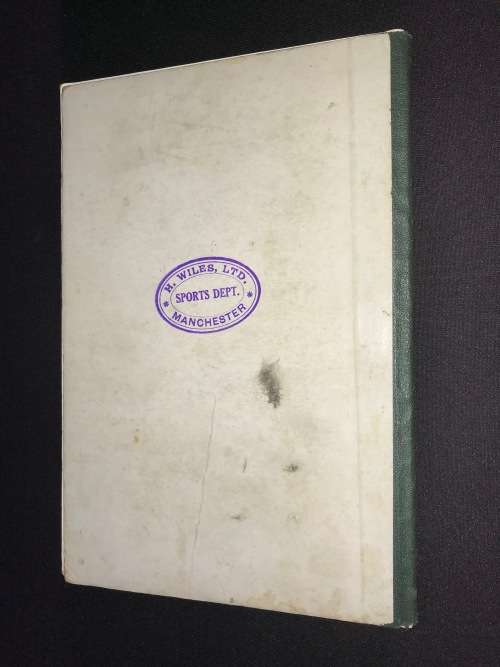 H. WILES, LTD.
SPORTS DEPT.
* MANCHESTER *